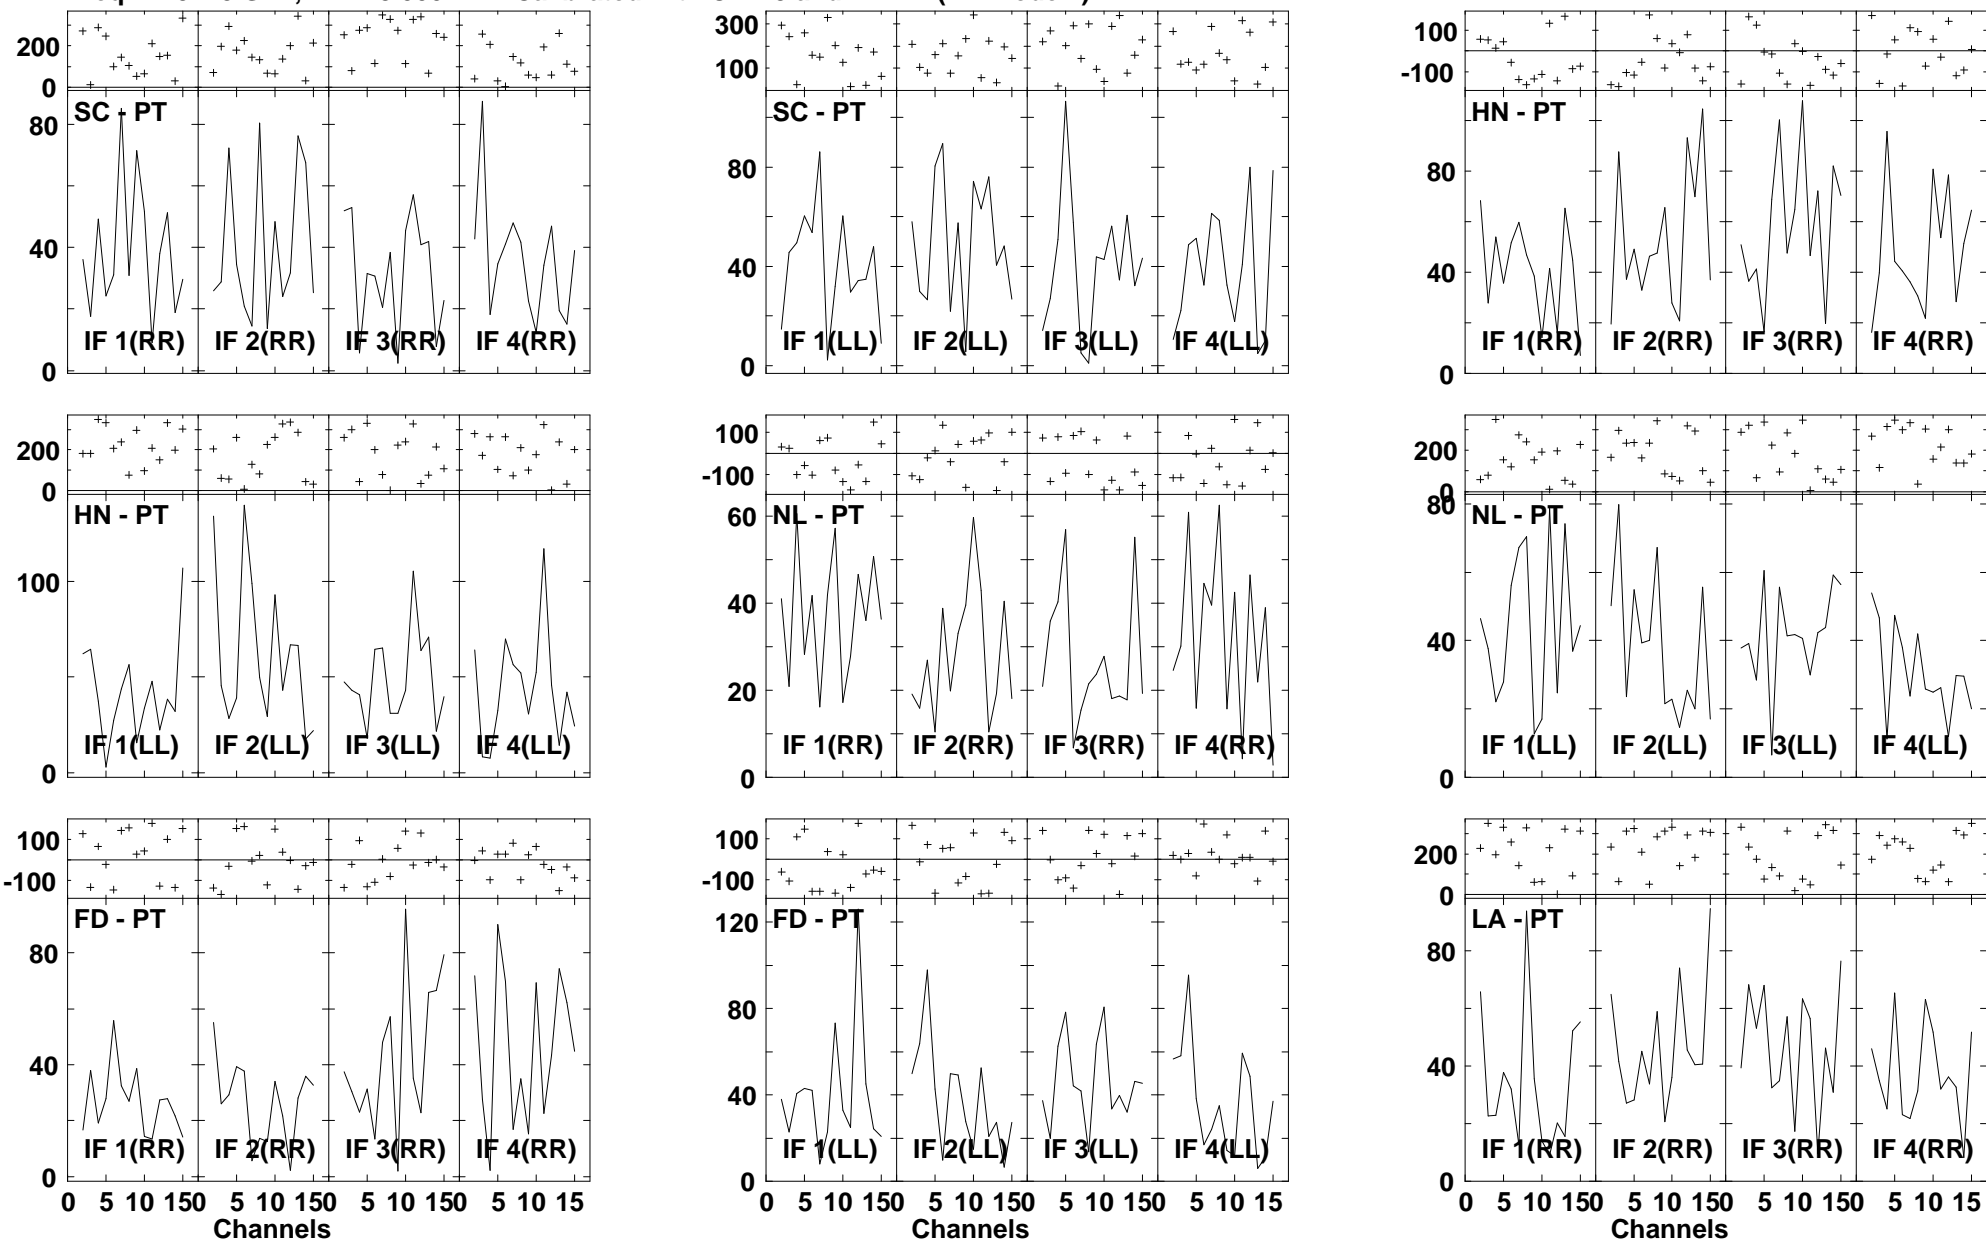 200
0
SC - PT
80
40
0
IF 1(RR) IF 2(RR) IF 3(RR) IF 4(RR)
300
100
SC - PT
80
40
0
IF 1(LL) IF 2(LL) IF 3(LL) IF 4(LL)
100
-100
HN - PT
80
40
0
IF 1(RR) IF 2(RR) IF 3(RR) IF 4(RR)
200
0
HN - PT
100
0
IF 1(LL) IF 2(LL) IF 3(LL) IF 4(LL)
100
-100
NL - PT
60
40
20
0
IF 1(RR) IF 2(RR) IF 3(RR) IF 4(RR)
200
0
NL - PT
80
40
0
IF 1(LL) IF 2(LL) IF 3(LL) IF 4(LL)
100
-100
FD - PT
80
40
0
IF 1(RR) IF 2(RR) IF 3(RR) IF 4(RR)
0 5 10 150 5 10 150 5 10 150 5 10 15
Channels
100
-100
FD - PT
120
80
40
0
IF 1(LL) IF 2(LL) IF 3(LL) IF 4(LL)
0 5 10 150 5 10 150 5 10 150 5 10 15
Channels
200
0
LA - PT
80
40
0
IF 1(RR) IF 2(RR) IF 3(RR) IF 4(RR)
0 5 10 150 5 10 150 5 10 150 5 10 15
Channels